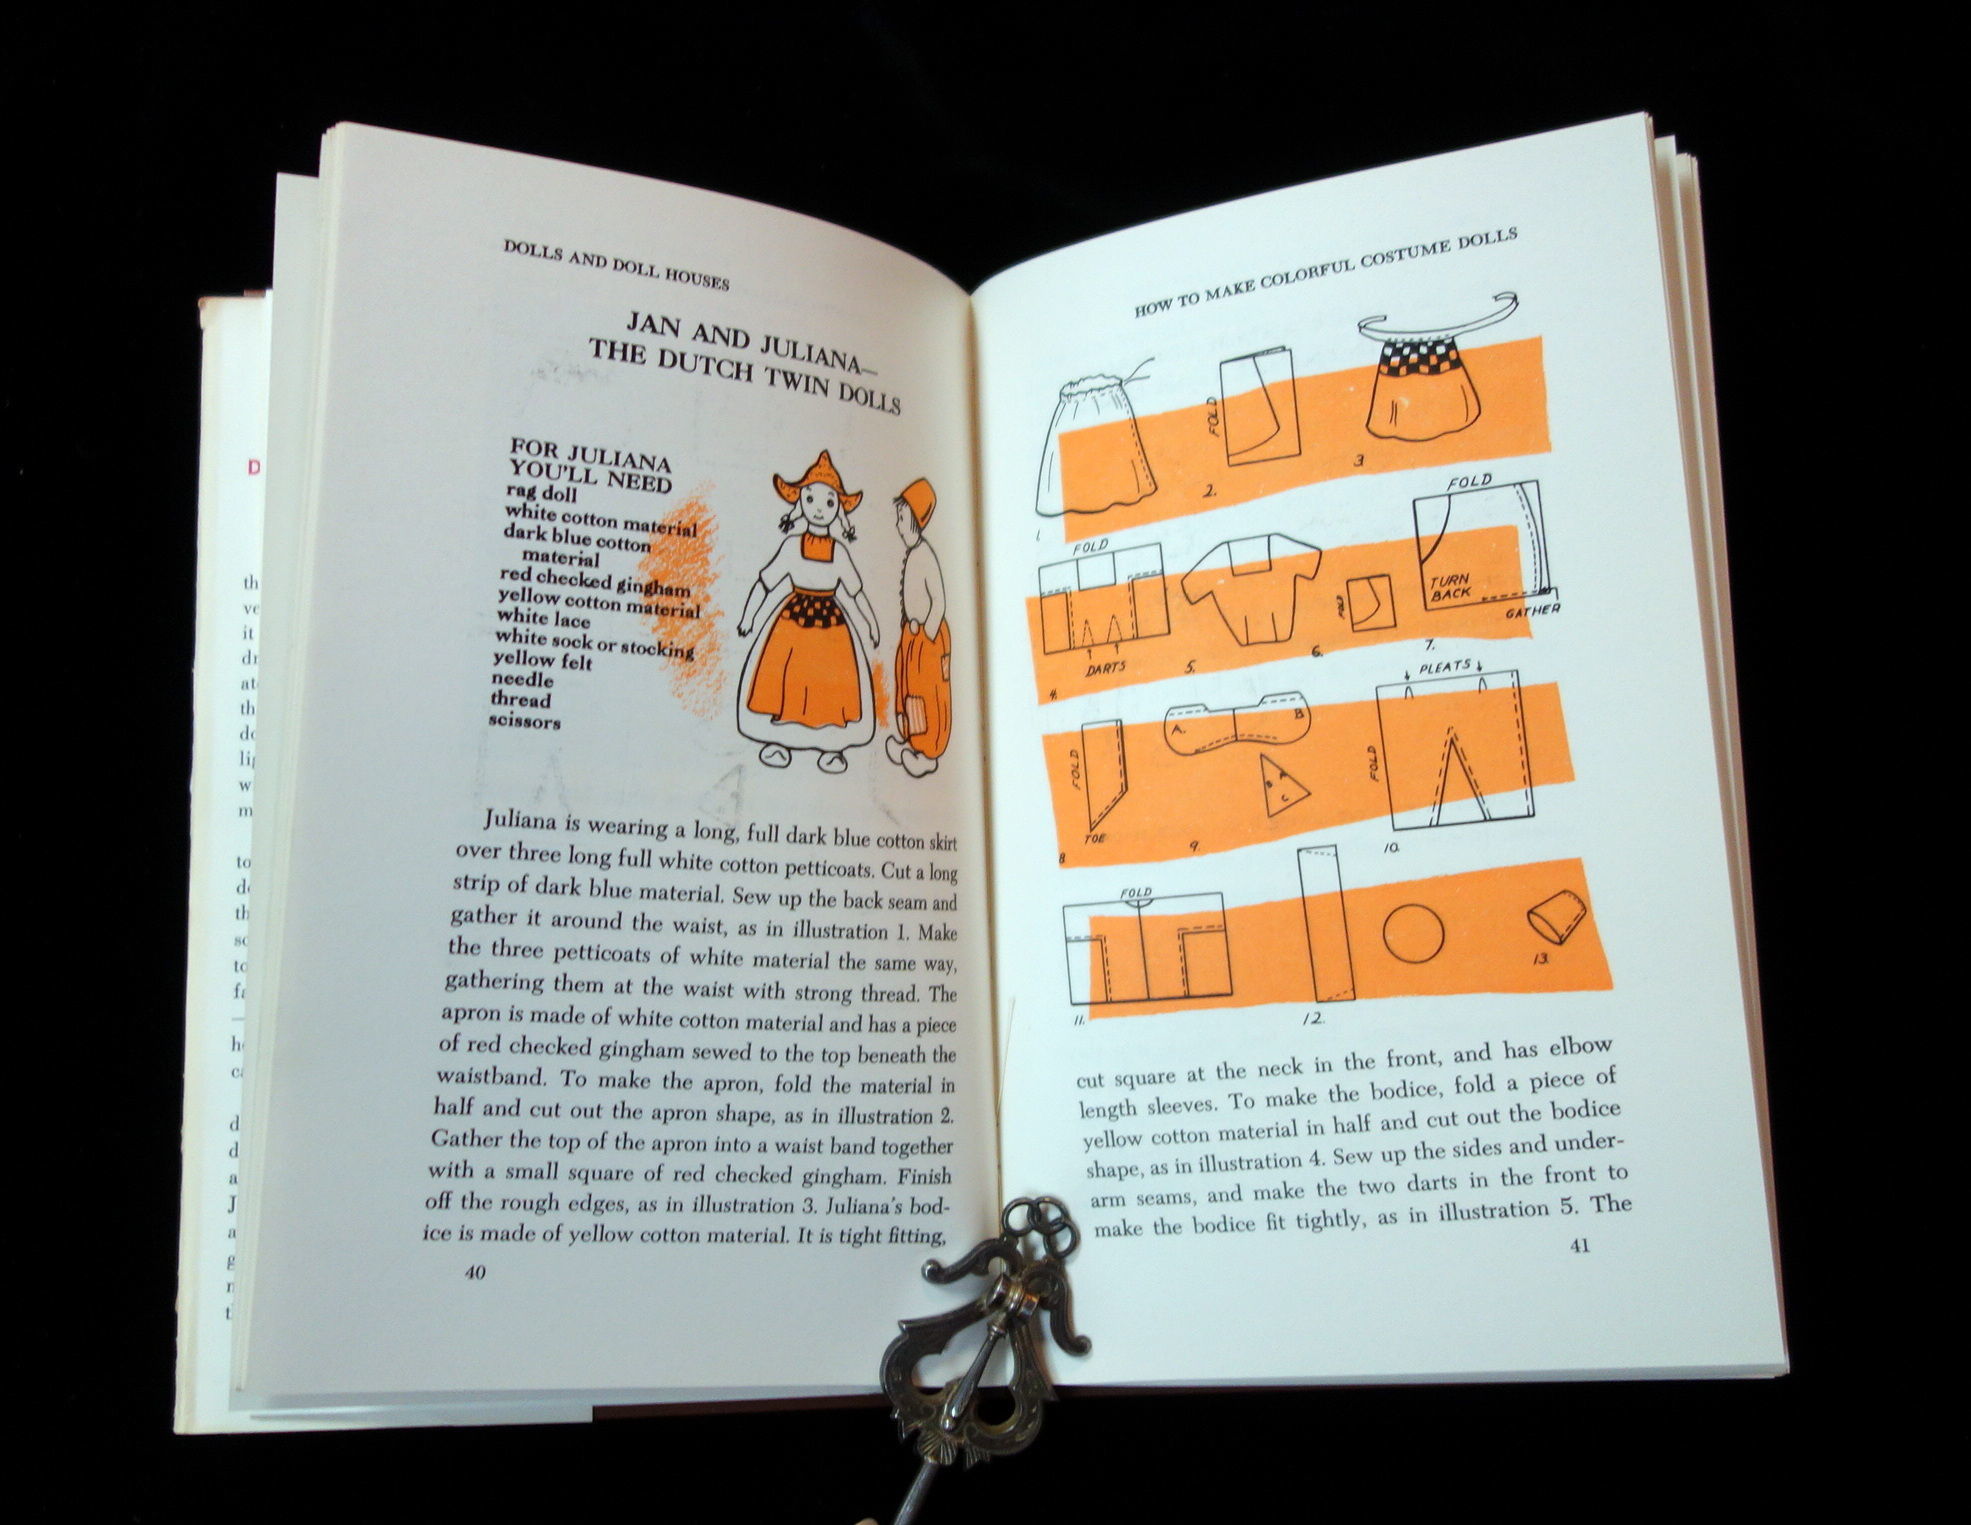 DOLLS AND DOLL HOUSES
JAN AND JULIANA—
THE DUTCH TWIN DOLLS
FOR JULIANA
YOU'LL NEED
rag doll
white cotton material
dark blue cotton
material
red checked gingham
yellow cotton material
white lace
white sock or stocking
yellow felt
needle
thread
scissors
Juliana is wearing a long, full dark blue cotton skirt
over three long full white cotton petticoats. Cut a long
strip of dark blue material. Sew up the back seam and
gather it around the waist, as in illustration 1. Make
the three petticoats of white material the same way,
gathering them at the waist with strong thread. The
apron is made of white cotton material and has a piece
of red checked gingham sewed to the top beneath the
waistband. To make the apron, fold the material in
half and cut out the apron shape, as in illustration 2.
Gather the top of the apron into a waist band together
with a small square of red checked gingham. Finish
off the rough edges, as in illustration 3. Juliana's bod-
ice is made of yellow cotton material. It is tight fitting,
40
HOW TO MAKE COLORFUL COSTUME DOLLS
1.
FOLD
2.
3.
FOLD
DARTS
4.
5.
FOLD
6.
FOLD
TURN
BACK
GATHER
7.
FOLD
TOE
8
A.
B
B
A
C
9.
PLEATS
FOLD
10.
FOLD
11.
12.
13.
cut square at the neck in the front, and has elbow
length sleeves. To make the bodice, fold a piece of
yellow cotton material in half and cut out the bodice
shape, as in illustration 4. Sew up the sides and under-
arm seams, and make the two darts in the front to
make the bodice fit tightly, as in illustration 5. The
41